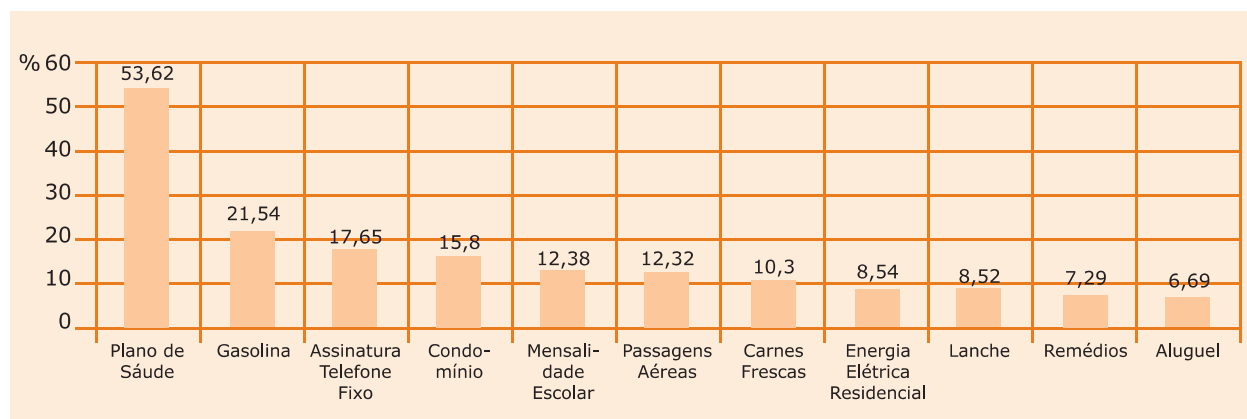 % 60
50
40
30
20
10
0
53,62
21,54
17,65
15,8
12,38
12,32
10,3
8,54
8,52
7,29
6,69
Plano de
Sáude
Gasolina
Assinatura
Telefone
Fixo
Condo-
mínio
Mensali-
dade
Escolar
Passagens
Aéreas
Carnes
Frescas
Energia
Elétrica
Residencial
Lanche
Remédios
Aluguel